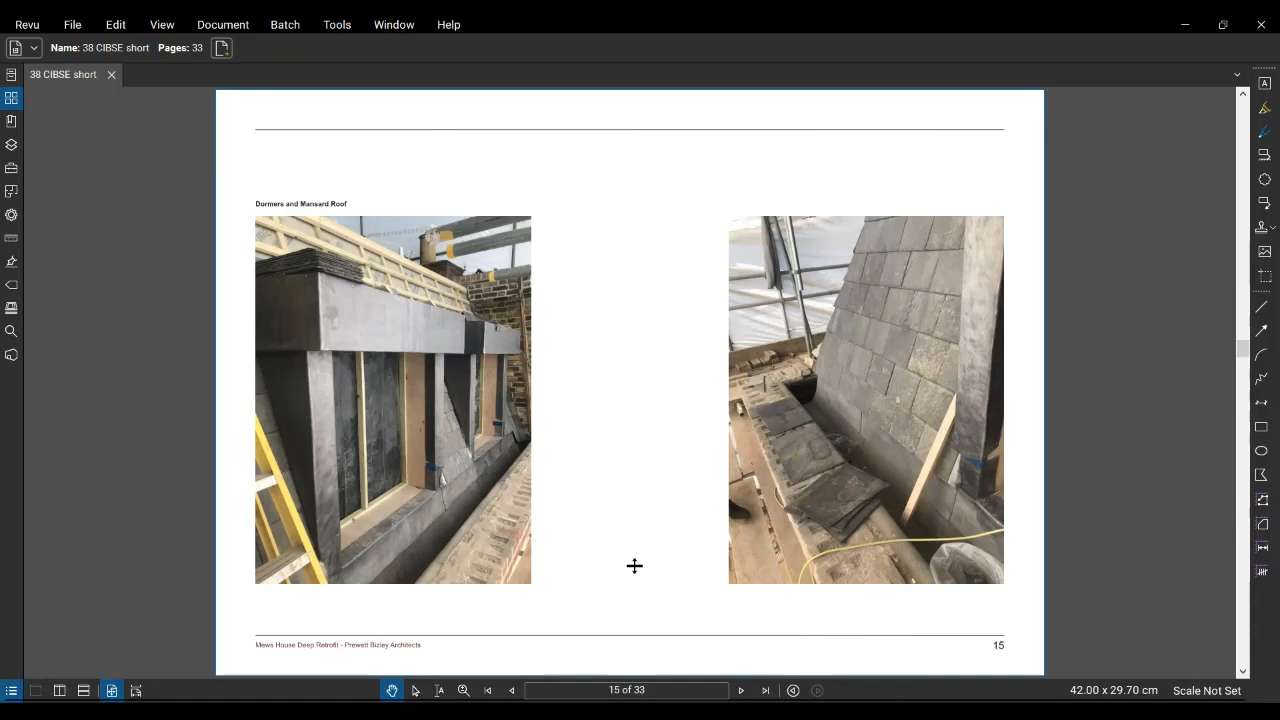 Revu File Edit View Document Batch Tools Window Help
Name: 38 CIBSE short Pages: 33
38 CIBSE short
Dormers and Mansard Roof
Mews House Deep Retrofit - Prewett Bizley Architects 15
15 of 33 42.00 x 29.70 cm Scale Not Set